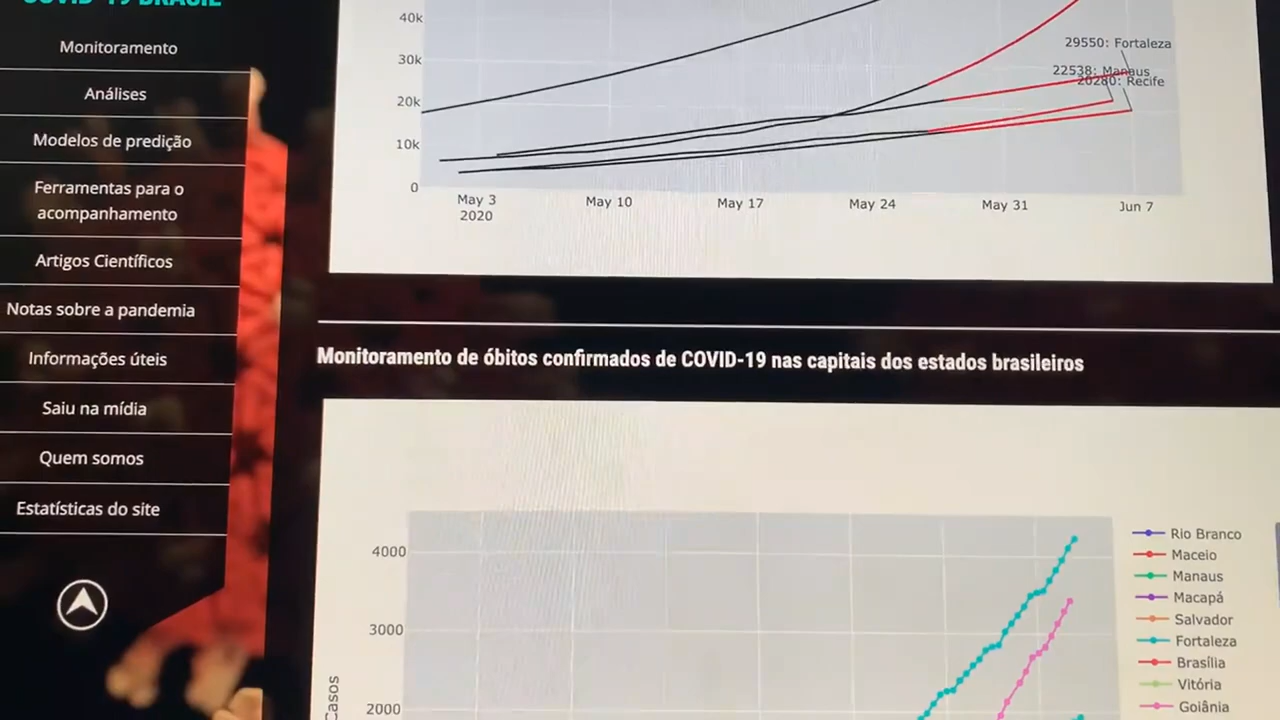 COVID-19 BRASIL
Monitoramento
Análises
Modelos de predição
Ferramentas para o
acompanhamento
Artigos Científicos
Notas sobre a pandemia
Informações úteis
Saiu na mídia
Quem somos
Estatísticas do site
40k
30k
20k
10k
0
29550: Fortaleza
22538: Manaus
20280: Recife
May 3
2020
May 10
May 17
May 24
May 31
Jun 7
Monitoramento de óbitos confirmados de COVID-19 nas capitais dos estados brasileiros
4000
3000
2000
Casos
Rio Branco
Maceio
Manaus
Macapá
Salvador
Fortaleza
Brasília
Vitória
Goiânia